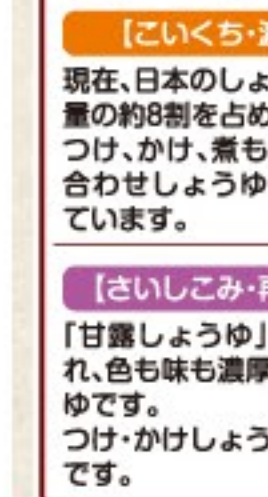 【こいくち・濃
現在、日本のしょ
量の約8割を占め
つけ、かけ、煮も
合わせしょうゆ
ています。
【さいしこみ・再
「甘露しょうゆ」
れ、色も味も濃厚
ゆです。
つけ・かけしょう
です。